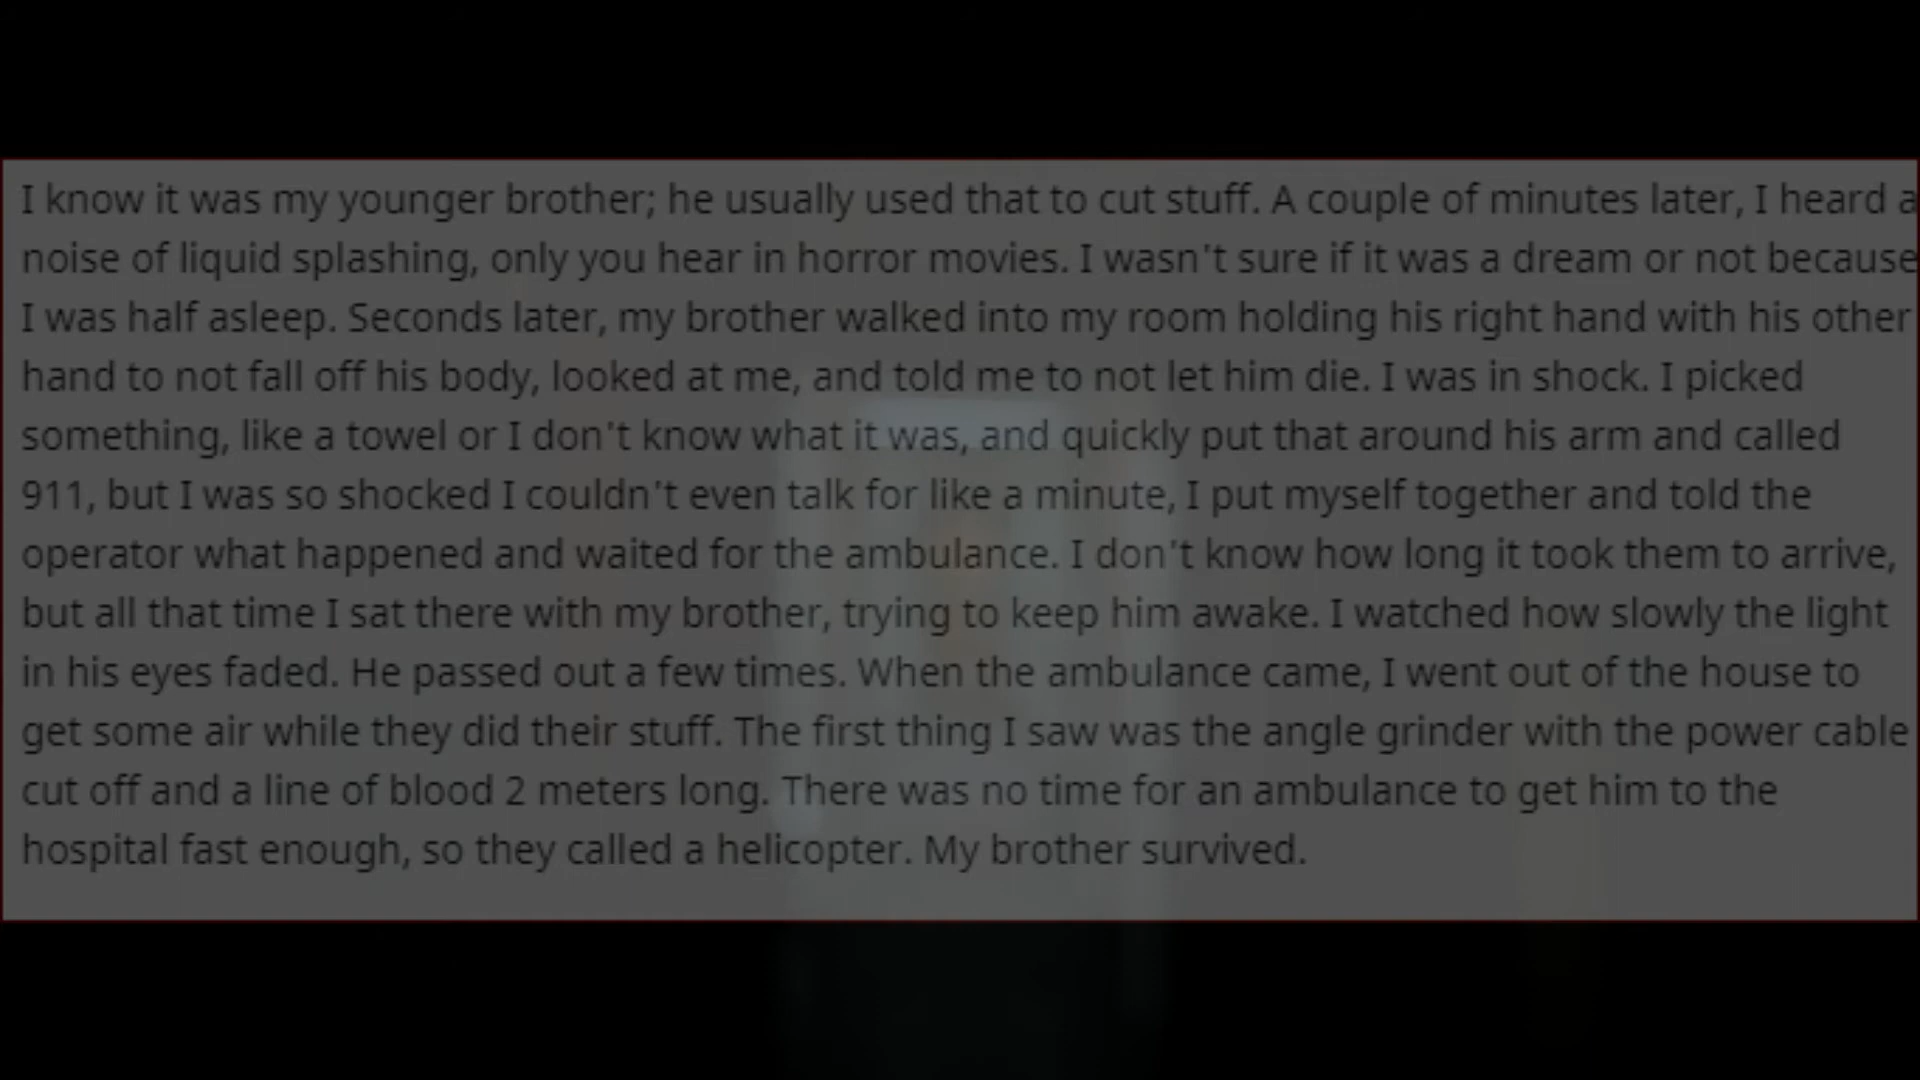 I know it was my younger brother; he usually used that to cut stuff. A couple of minutes later, I heard a
noise of liquid splashing, only you hear in horror movies. I wasn't sure if it was a dream or not because
I was half asleep. Seconds later, my brother walked into my room holding his right hand with his other
hand to not fall off his body, looked at me, and told me to not let him die. I was in shock. I picked
something, like a towel or I don't know what it was, and quickly put that around his arm and called
911, but I was so shocked I couldn't even talk for like a minute, I put myself together and told the
operator what happened and waited for the ambulance. I don't know how long it took them to arrive,
but all that time I sat there with my brother, trying to keep him awake. I watched how slowly the light
in his eyes faded. He passed out a few times. When the ambulance came, I went out of the house to
get some air while they did their stuff. The first thing I saw was the angle grinder with the power cable
cut off and a line of blood 2 meters long. There was no time for an ambulance to get him to the
hospital fast enough, so they called a helicopter. My brother survived.